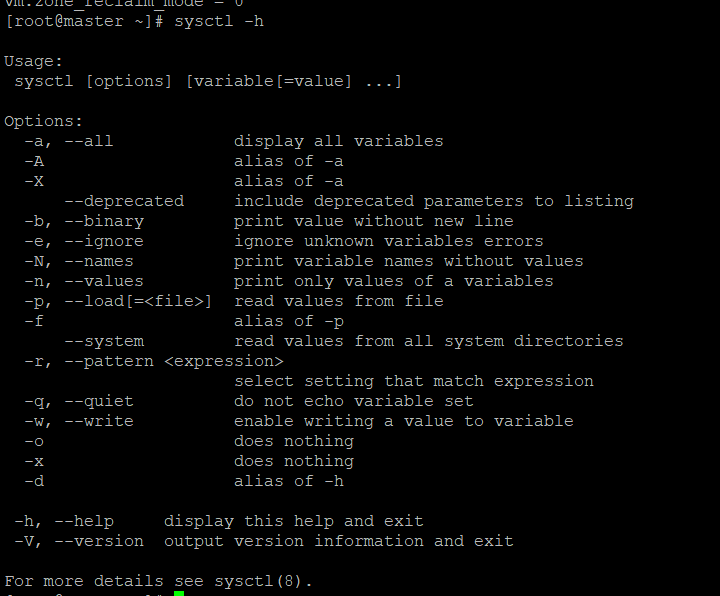 vm.zone_reclaim_mode = 0
[root@master ~]# sysctl -h
Usage:
 sysctl [options] [variable[=value] ...]
Options:
  -a, --all            display all variables
  -A                   alias of -a
  -X                   alias of -a
      --deprecated     include deprecated parameters to listing
  -b, --binary         print value without new line
  -e, --ignore         ignore unknown variables errors
  -N, --names          print variable names without values
  -n, --values         print only values of a variables
  -p, --load[=<file>]  read values from file
  -f                   alias of -p
      --system         read values from all system directories
  -r, --pattern <expression>
                       select setting that match expression
  -q, --quiet          do not echo variable set
  -w, --write          enable writing a value to variable
  -o                   does nothing
  -x                   does nothing
  -d                   alias of -h
 -h, --help     display this help and exit
 -V, --version  output version information and exit
For more details see sysctl(8).